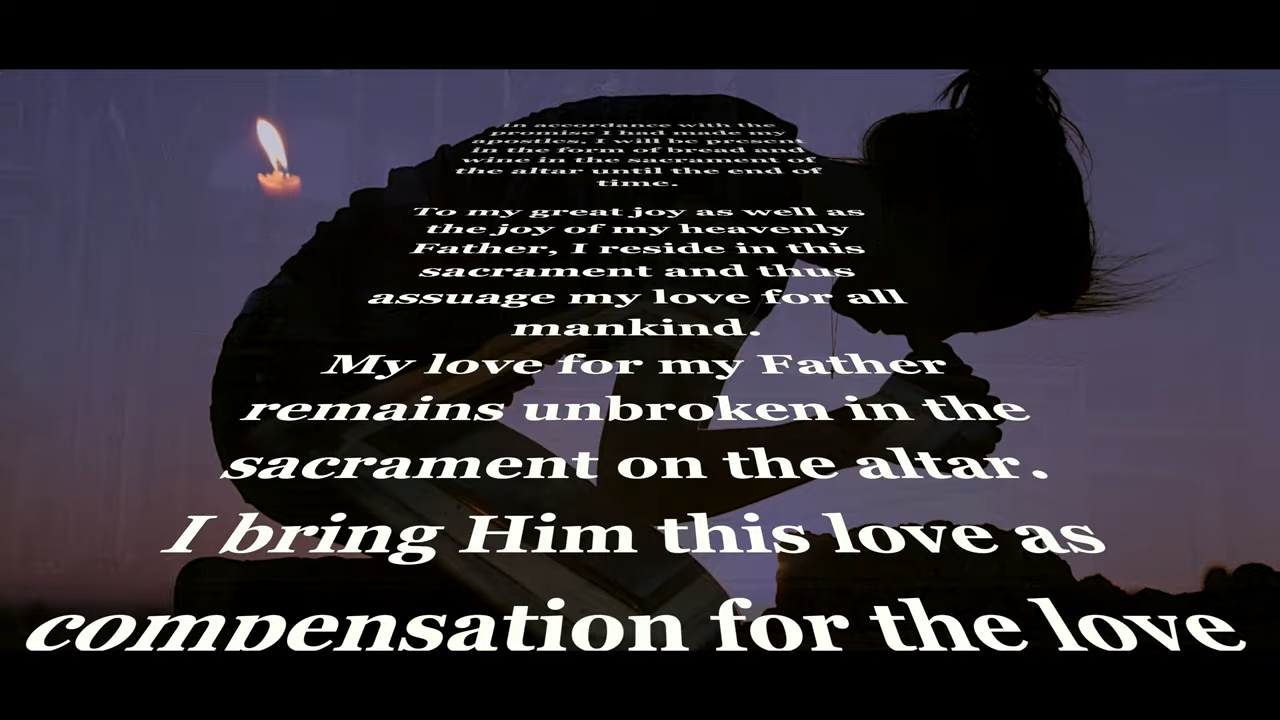 In accordance with the
promise I had made my
apostles, I will be present
in the form of bread and
wine in the sacrament of
the altar until the end of
time.
To my great joy as well as
the joy of my heavenly
Father, I reside in this
sacrament and thus
assuage my love for all
mankind.
My love for my Father
remains unbroken in the
sacrament on the altar.
I bring Him this love as
compensation for the love